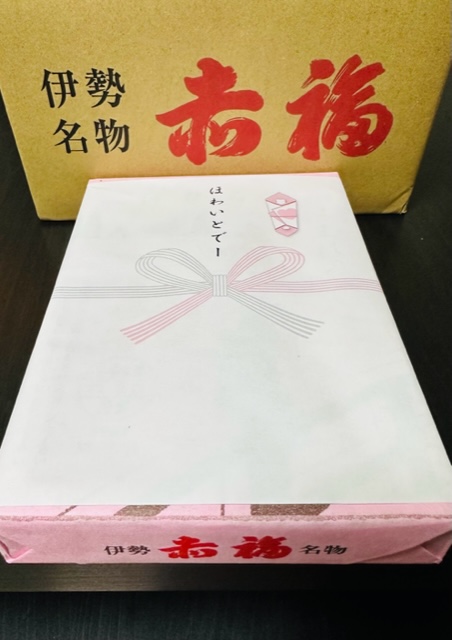 伊勢
名物
赤福
ほわいとでー
伊勢 赤福 名物